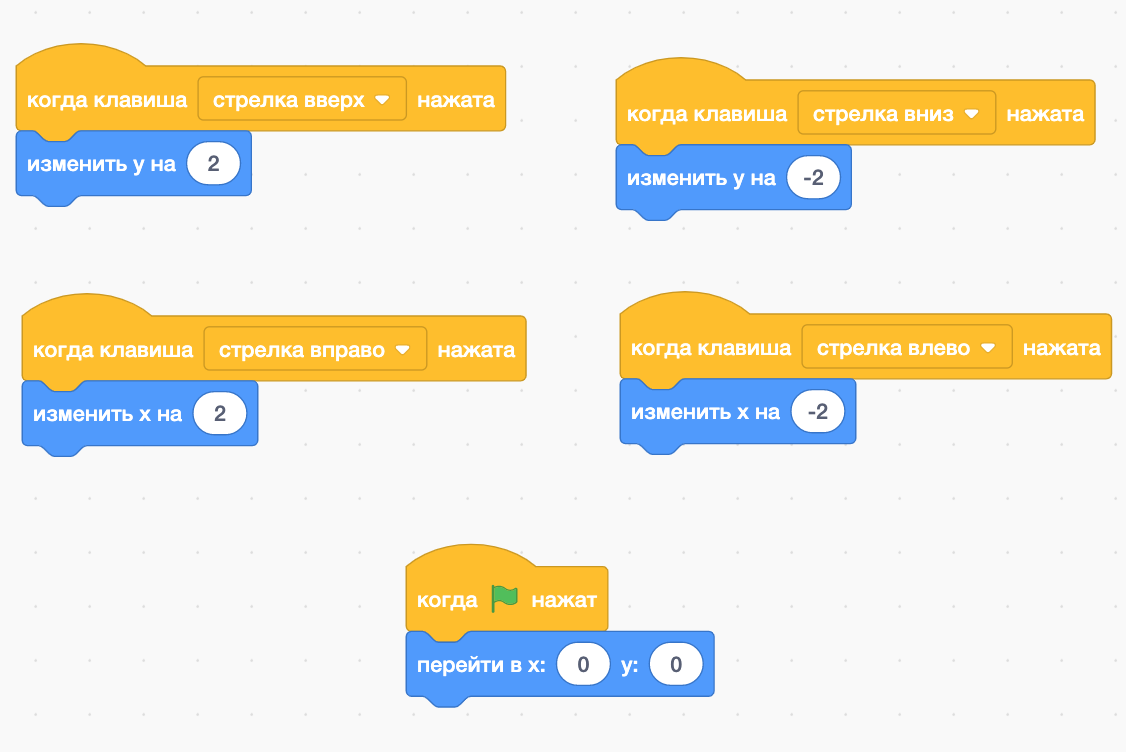 когда клавиша стрелка вверх нажата
изменить y на 2
когда клавиша стрелка вниз нажата
изменить y на -2
когда клавиша стрелка вправо нажата
изменить x на 2
когда клавиша стрелка влево нажата
изменить x на -2
когда нажат
перейти в x: 0 y: 0